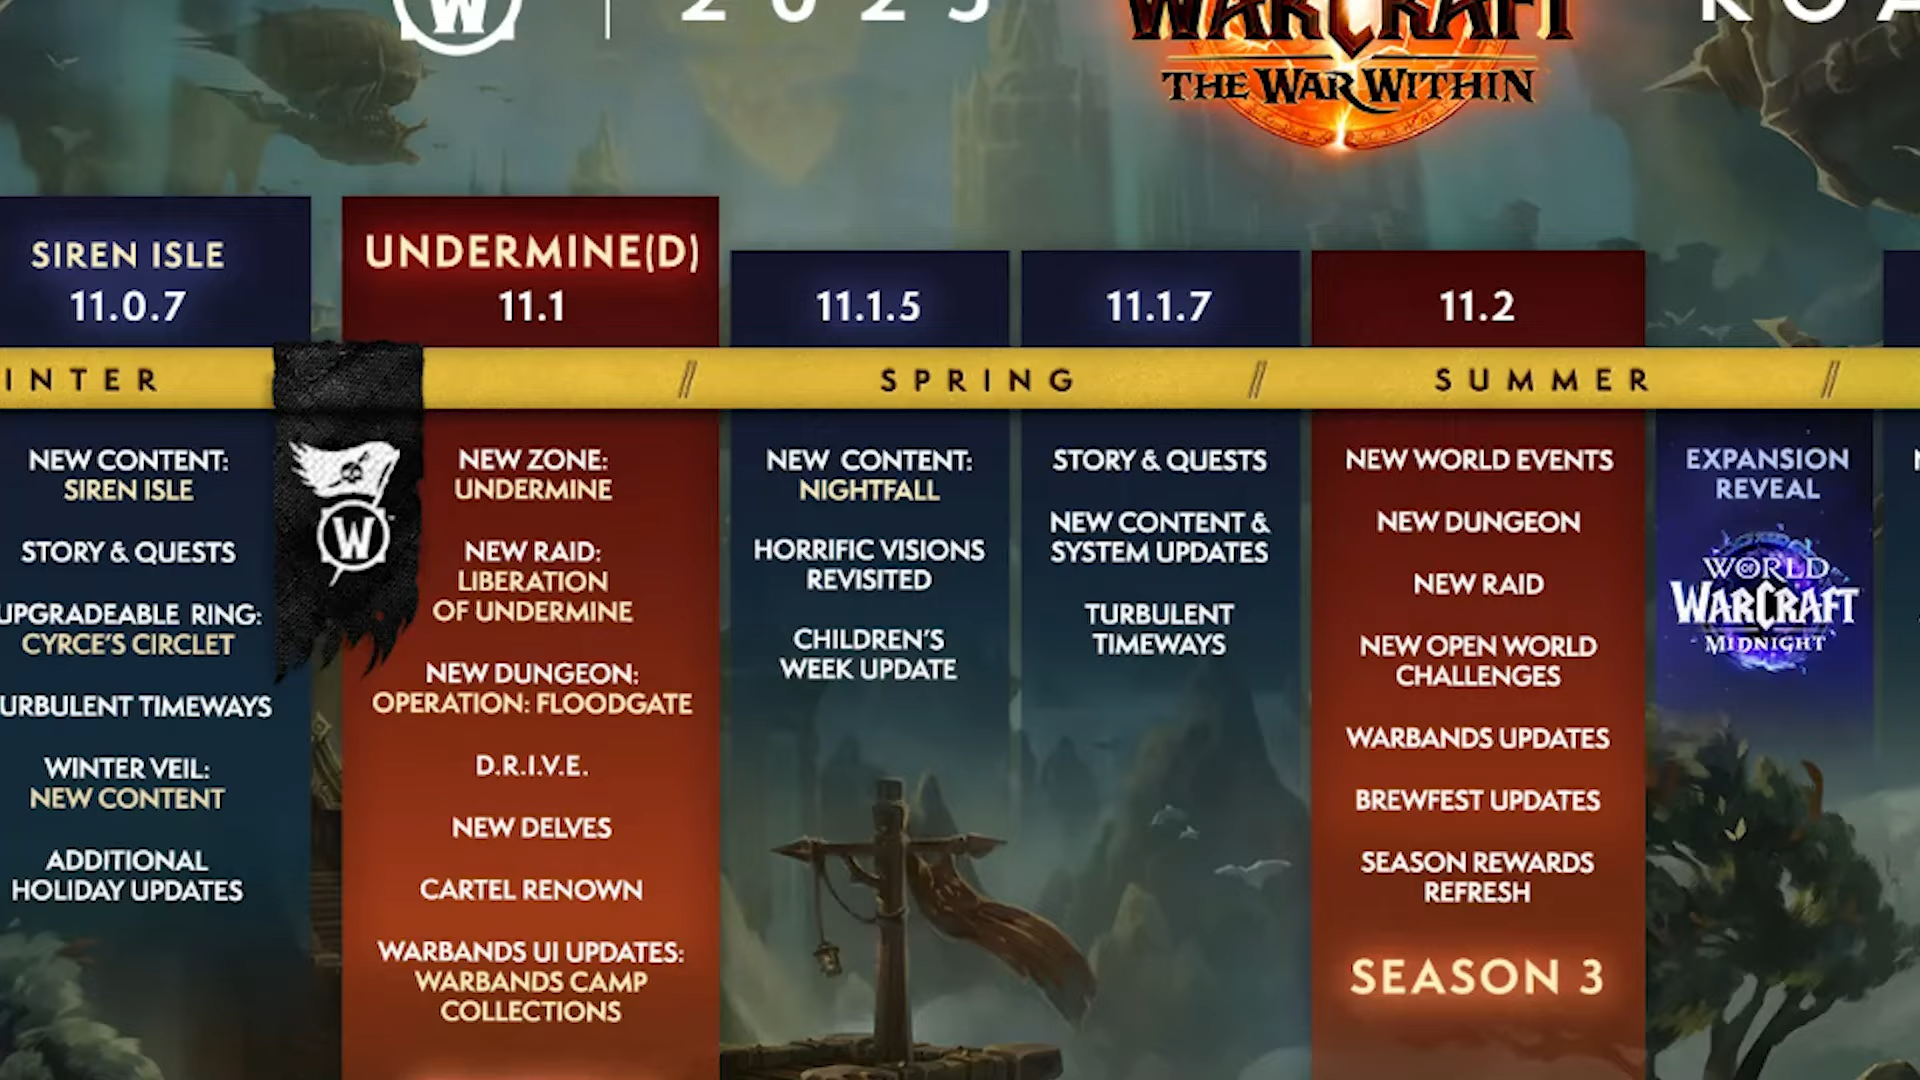 2025
WARCRAFT
THE WAR WITHIN
SIREN ISLE
11.0.7
UNDERMINE(D)
11.1
11.1.5
11.1.7
11.2
INTER
//
SPRING
//
SUMMER
//
NEW CONTENT:
SIREN ISLE
STORY & QUESTS
UPGRADEABLE RING:
CYRCE'S CIRCLET
URBULENT TIMEWAYS
WINTER VEIL:
NEW CONTENT
ADDITIONAL
HOLIDAY UPDATES
W
NEW ZONE:
UNDERMINE
NEW RAID:
LIBERATION
OF UNDERMINE
NEW DUNGEON:
OPERATION: FLOODGATE
D.R.I.V.E.
NEW DELVES
CARTEL RENOWN
WARBANDS UI UPDATES:
WARBANDS CAMP
COLLECTIONS
NEW CONTENT:
NIGHTFALL
HORRIFIC VISIONS
REVISITED
CHILDREN'S
WEEK UPDATE
STORY & QUESTS
NEW CONTENT &
SYSTEM UPDATES
TURBULENT
TIMEWAYS
NEW WORLD EVENTS
NEW DUNGEON
NEW RAID
NEW OPEN WORLD
CHALLENGES
WARBANDS UPDATES
BREWFEST UPDATES
SEASON REWARDS
REFRESH
SEASON 3
EXPANSION
REVEAL
WORLD OF
WARCRAFT
MIDNIGHT